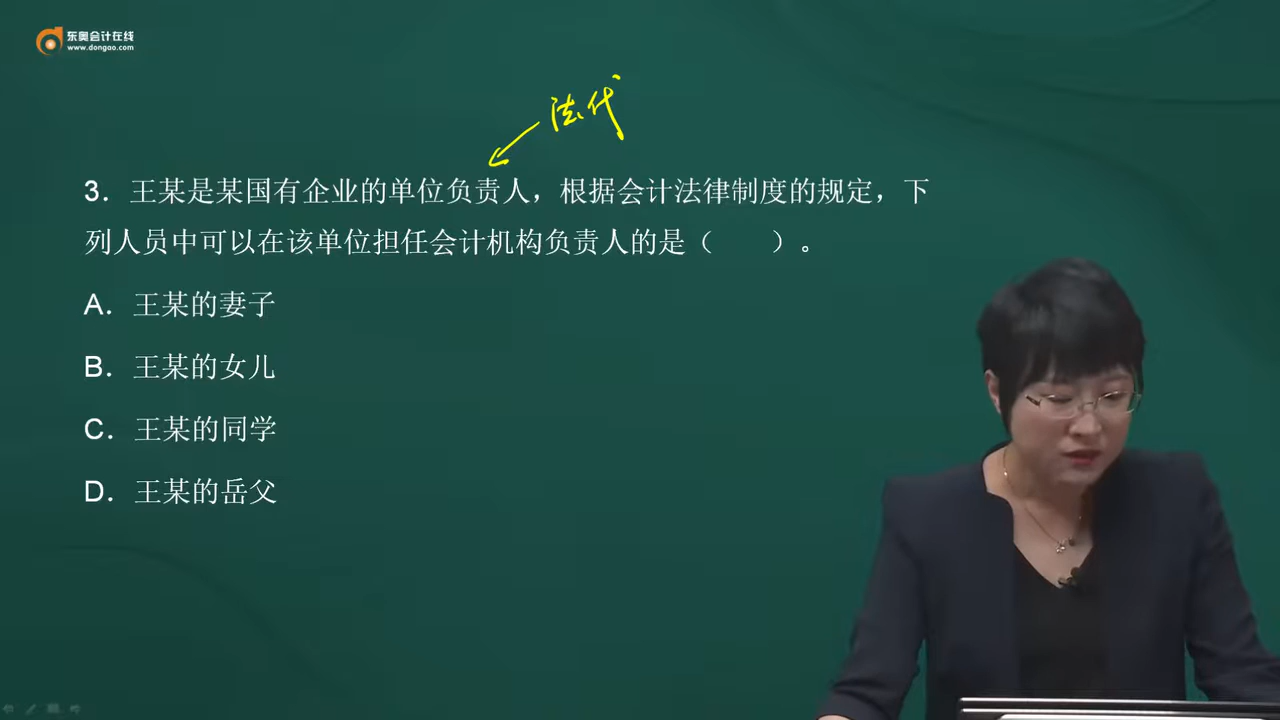 东奥会计在线
www.dongao.com
法代
3．王某是某国有企业的单位负责人，根据会计法律制度的规定，下
列人员中可以在该单位担任会计机构负责人的是（　　）。
A．王某的妻子
B．王某的女儿
C．王某的同学
D．王某的岳父